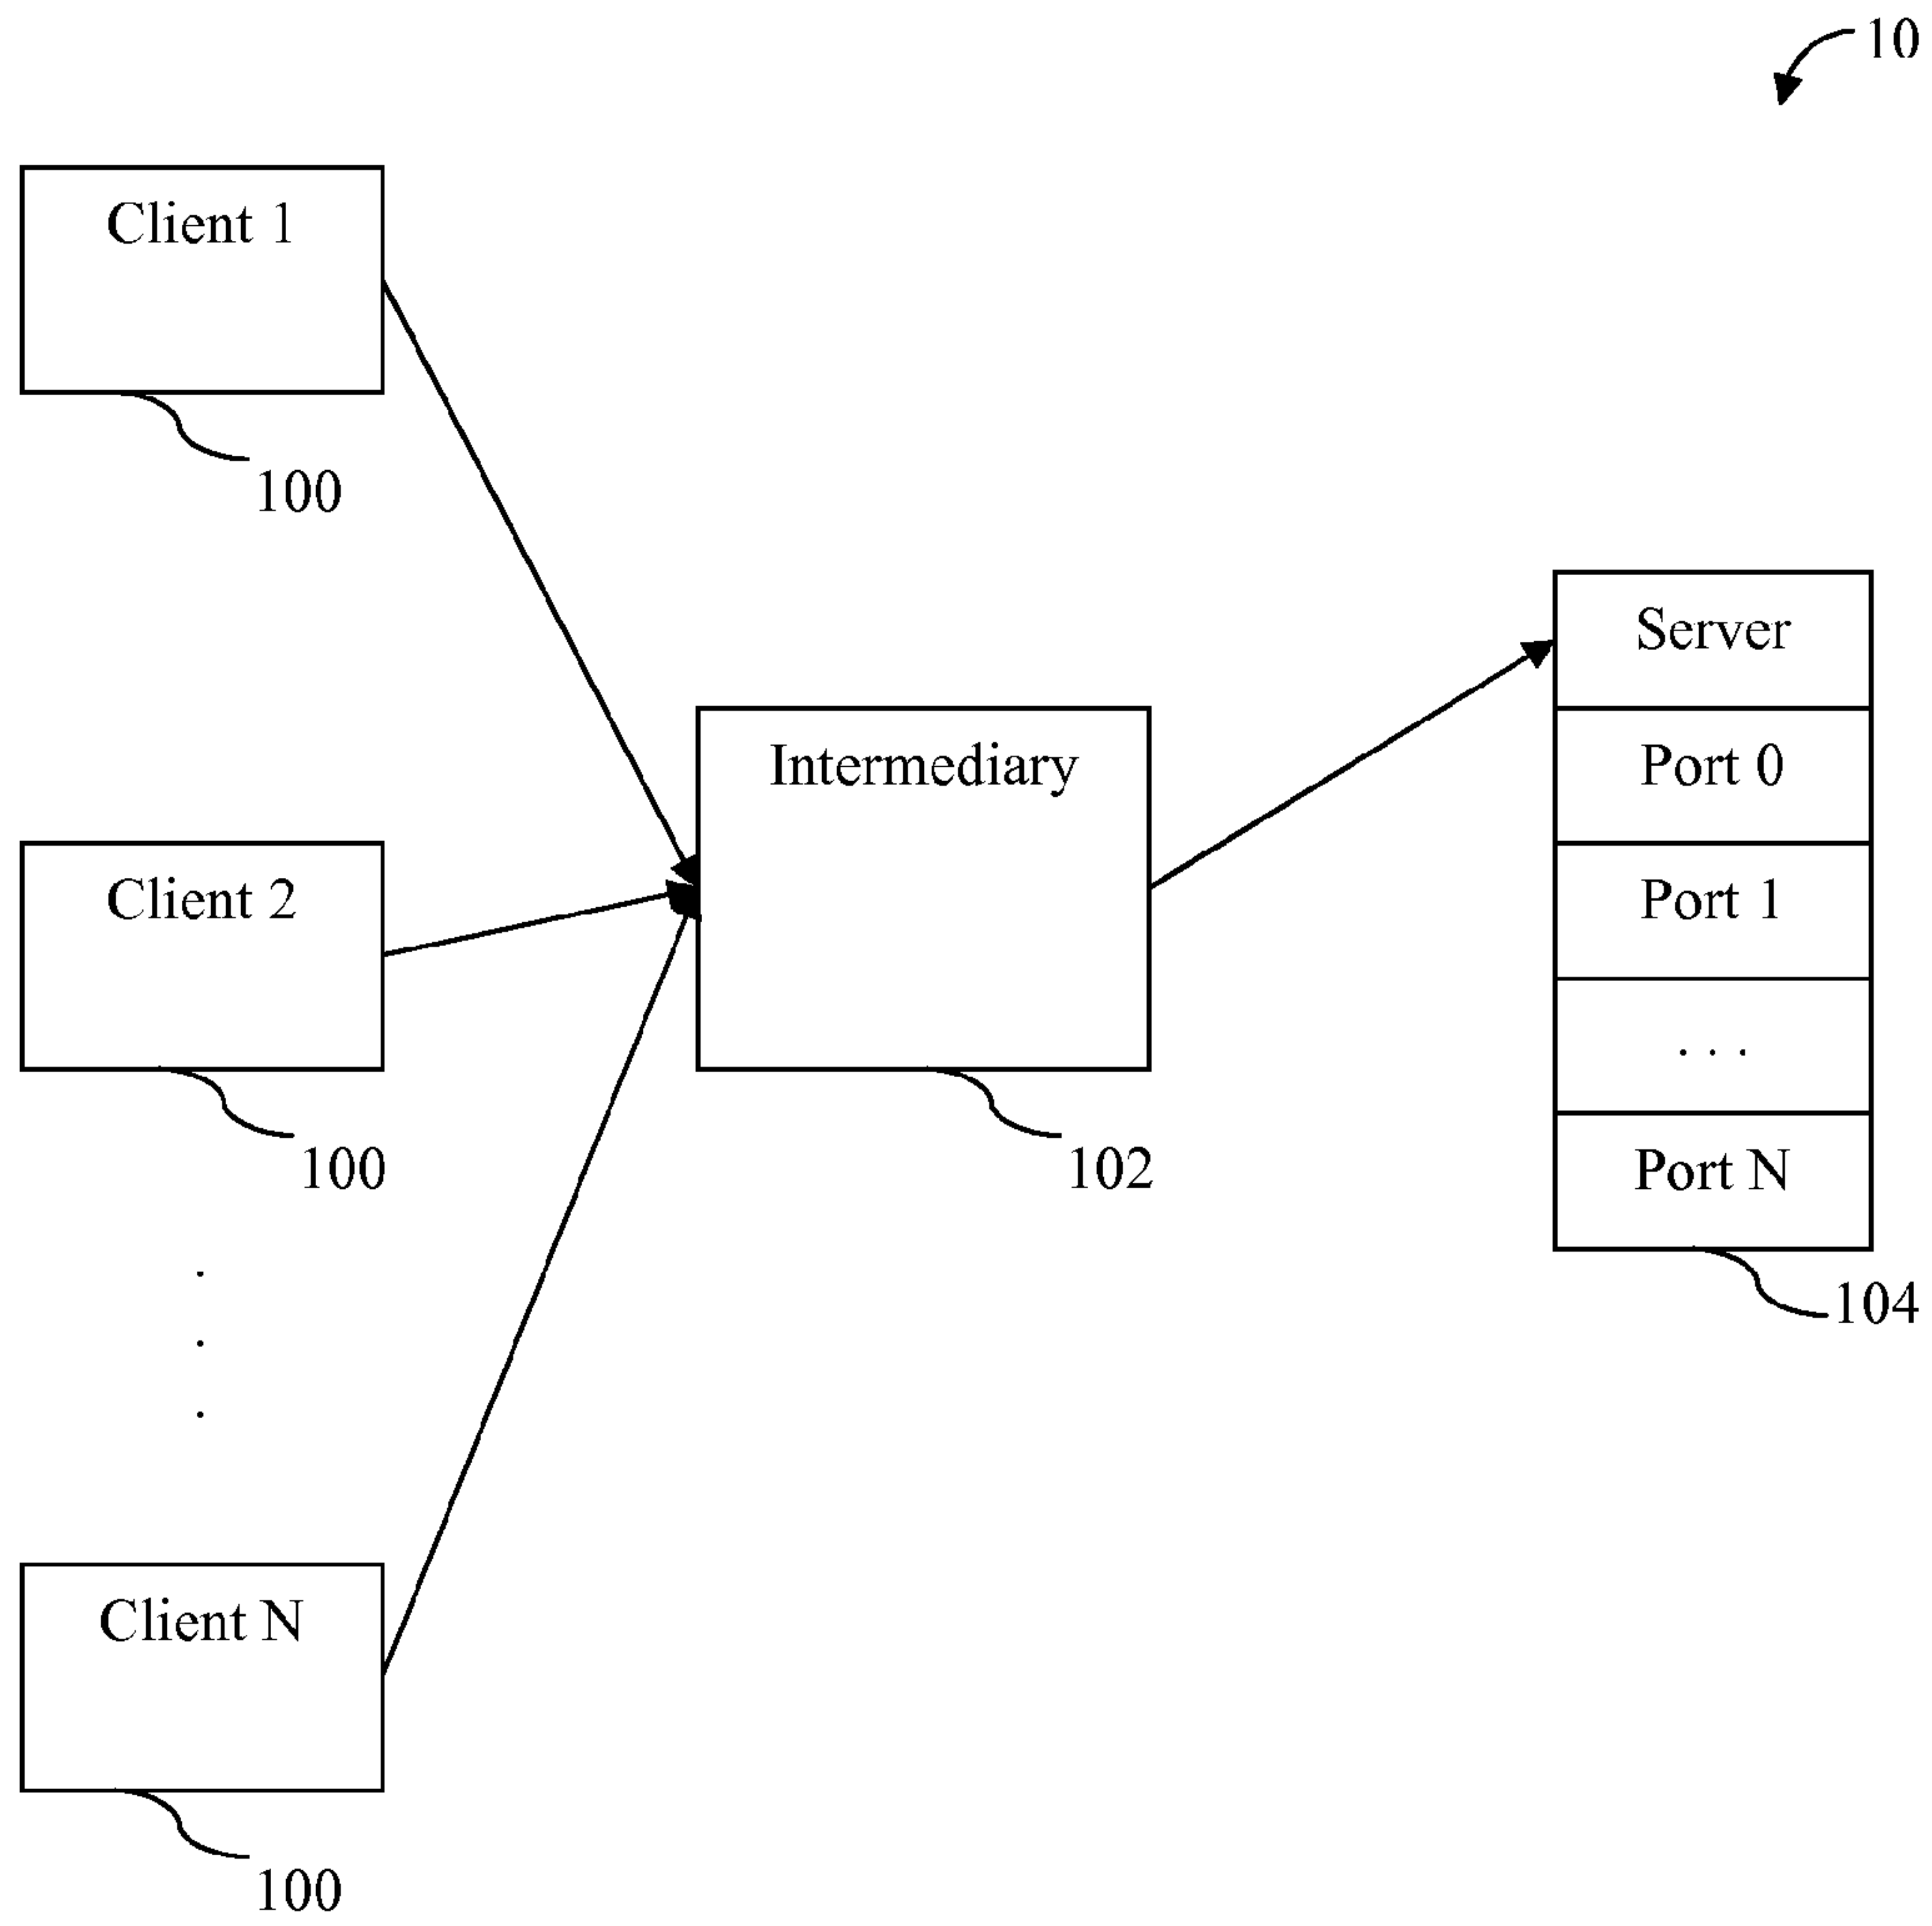 10
Client 1
100
Server
Intermediary
Port 0
Client 2
Port 1
. . .
100
102
Port N
.
.
.
104
Client N
100